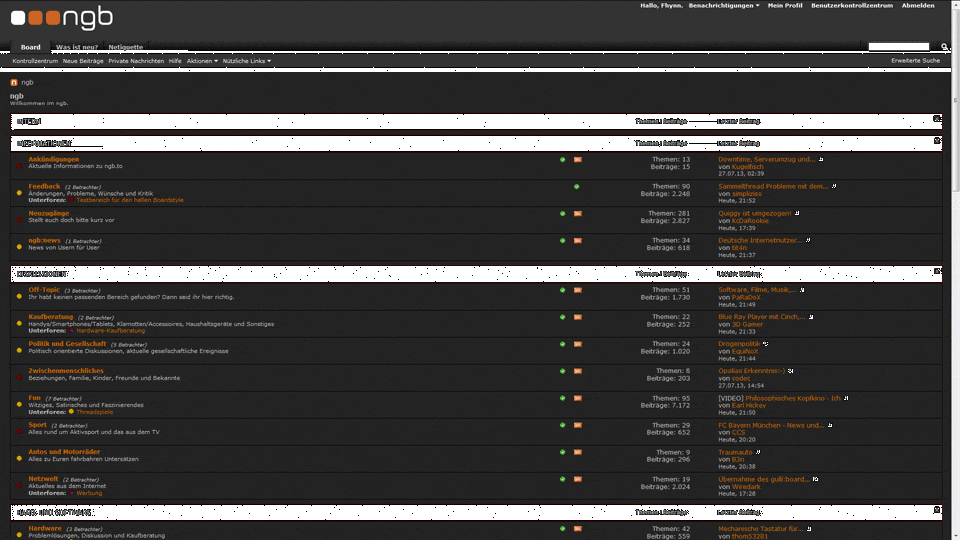 ngb
Hallo, Fhynn. Benachrichtigungen Mein Profil Benutzerkontrollzentrum Abmelden
Board Was ist neu? Netiquette
Kontrollzentrum Neue Beiträge Private Nachrichten Hilfe Aktionen Nützliche Links Erweiterte Suche
ngb
ngb
Willkommen im ngb.
Themen / Beiträge Letzter Beitrag
Themen / Beiträge Letzter Beitrag
Ankündigungen Themen: 13 Downtime, Serverumzug und...
Aktuelle Informationen zu ngb.to Beiträge: 15 von Kugelfisch
27.07.13, 02:39
Feedback (2 Betrachter) Themen: 90 Sammelthread Probleme mit dem...
Änderungen, Probleme, Wünsche und Kritik Beiträge: 2.248 von simpliziss
Unterforen: Testbereich für den hellen Boardstyle Heute, 21:52
Neuzugänge Themen: 281 Quiggy ist umgezogen!
Stellt euch doch bitte kurz vor Beiträge: 2.827 von KcDaRookie
Heute, 17:39
ngb:news (1 Betrachter) Themen: 34 Deutsche Internetnutzer...
News von Usern für User Beiträge: 618 von tit4n
Heute, 21:37
Themen / Beiträge Letzter Beitrag
Off-Topic (3 Betrachter) Themen: 51 Software, Filme, Musik,...
Ihr habt keinen passenden Bereich gefunden? Dann seid ihr hier richtig. Beiträge: 1.730 von PaRaDoX
Heute, 21:49
Kaufberatung (2 Betrachter) Themen: 22 Blue Ray Player mit Cinch,...
Handys/Smartphones/Tablets, Klamotten/Accessoires, Haushaltsgeräte und Sonstiges Beiträge: 252 von 3D Gamer
Unterforen: Hardware-Kaufberatung Heute, 21:33
Politik und Gesellschaft (5 Betrachter) Themen: 24 Drogenpolitik
Politisch orientierte Diskussionen, aktuelle gesellschaftliche Ereignisse Beiträge: 1.020 von EquiNoX
Heute, 21:44
Zwischenmenschliches Themen: 8 Opalias Erkenntnis:-)
Beziehungen, Familie, Kinder, Freunde und Bekannte Beiträge: 203 von codec
27.07.13, 14:54
Fun (7 Betrachter) Themen: 95 [VIDEO] Philosophisches Kopfkino - Ich
Witziges, Satirisches und Faszinierendes Beiträge: 7.172 von Earl Hickey
Unterforen: Threadspiele Heute, 21:50
Sport (2 Betrachter) Themen: 29 FC Bayern München - News und...
Alles rund um Aktivsport und das aus dem TV Beiträge: 652 von CCS
Heute, 20:20
Autos und Motorräder Themen: 9 Traumauto
Alles zu Euren fahrbahren Untersätzen Beiträge: 296 von B3n
Heute, 20:38
Netzwelt (2 Betrachter) Themen: 19 Übernahme des gulli:board...
Aktuelles aus dem Internet Beiträge: 2.024 von Wiredark
Unterforen: Werbung Heute, 17:28
Themen / Beiträge Letzter Beitrag
Hardware (3 Betrachter) Themen: 42 Mechanische Tastatur für...
Problemlösungen, Diskussion und Kaufberatung Beiträge: 559 von thom53281